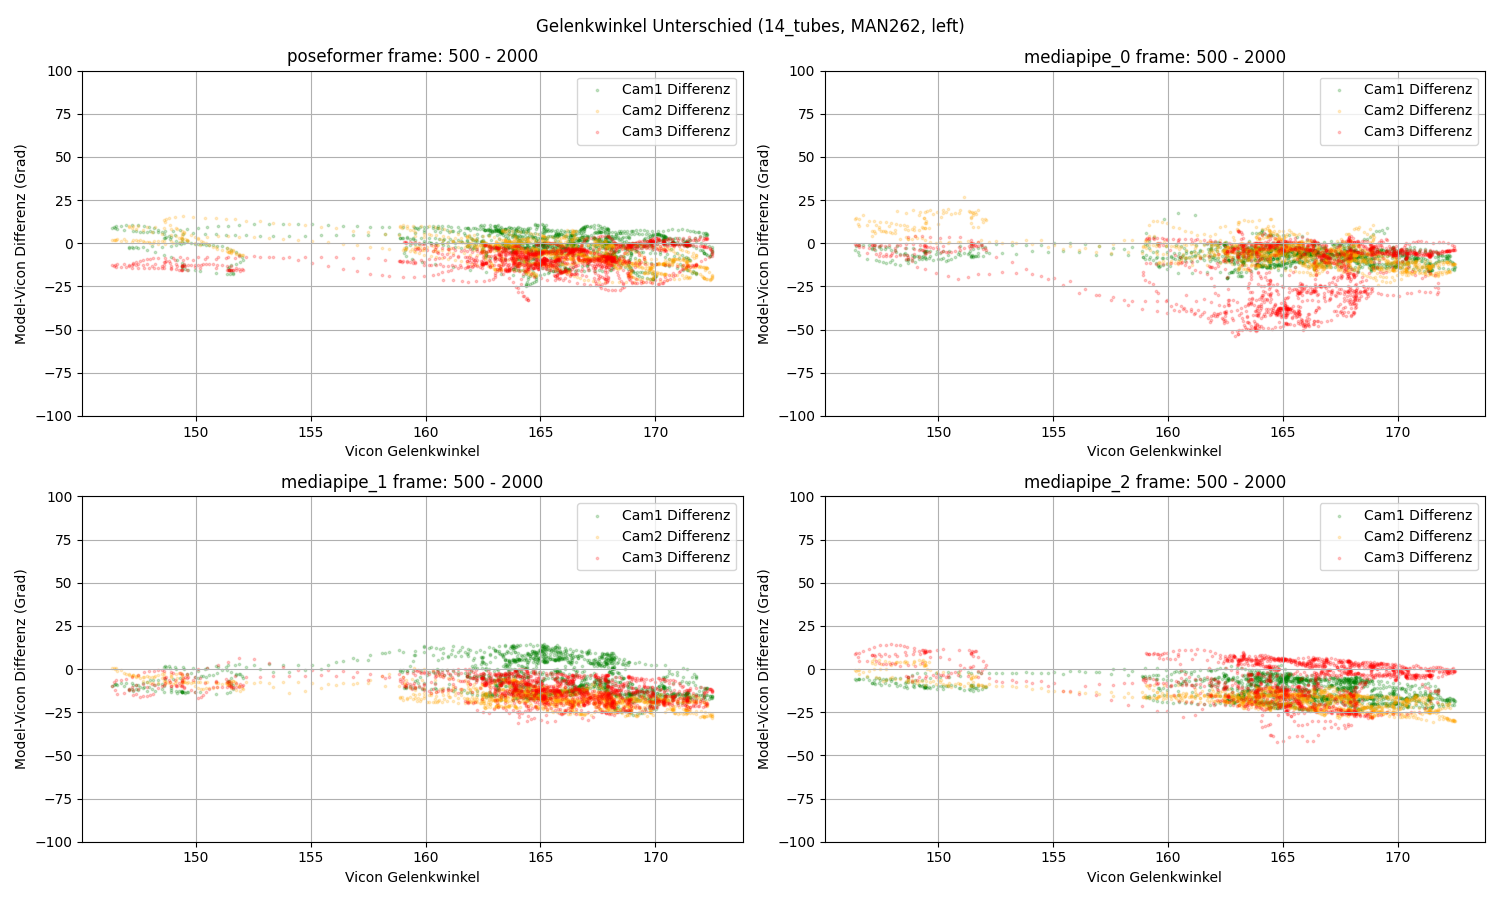 Gelenkwinkel Unterschied (14_tubes, MAN262, left)
poseformer frame: 500 - 2000
100
75
50
25
0
−25
−50
−75
−100
Model-Vicon Differenz (Grad)
Cam1 Differenz
Cam2 Differenz
Cam3 Differenz
150 155 160 165 170
Vicon Gelenkwinkel
mediapipe_0 frame: 500 - 2000
100
75
50
25
0
−25
−50
−75
−100
Model-Vicon Differenz (Grad)
Cam1 Differenz
Cam2 Differenz
Cam3 Differenz
150 155 160 165 170
Vicon Gelenkwinkel
mediapipe_1 frame: 500 - 2000
100
75
50
25
0
−25
−50
−75
−100
Model-Vicon Differenz (Grad)
Cam1 Differenz
Cam2 Differenz
Cam3 Differenz
150 155 160 165 170
Vicon Gelenkwinkel
mediapipe_2 frame: 500 - 2000
100
75
50
25
0
−25
−50
−75
−100
Model-Vicon Differenz (Grad)
Cam1 Differenz
Cam2 Differenz
Cam3 Differenz
150 155 160 165 170
Vicon Gelenkwinkel